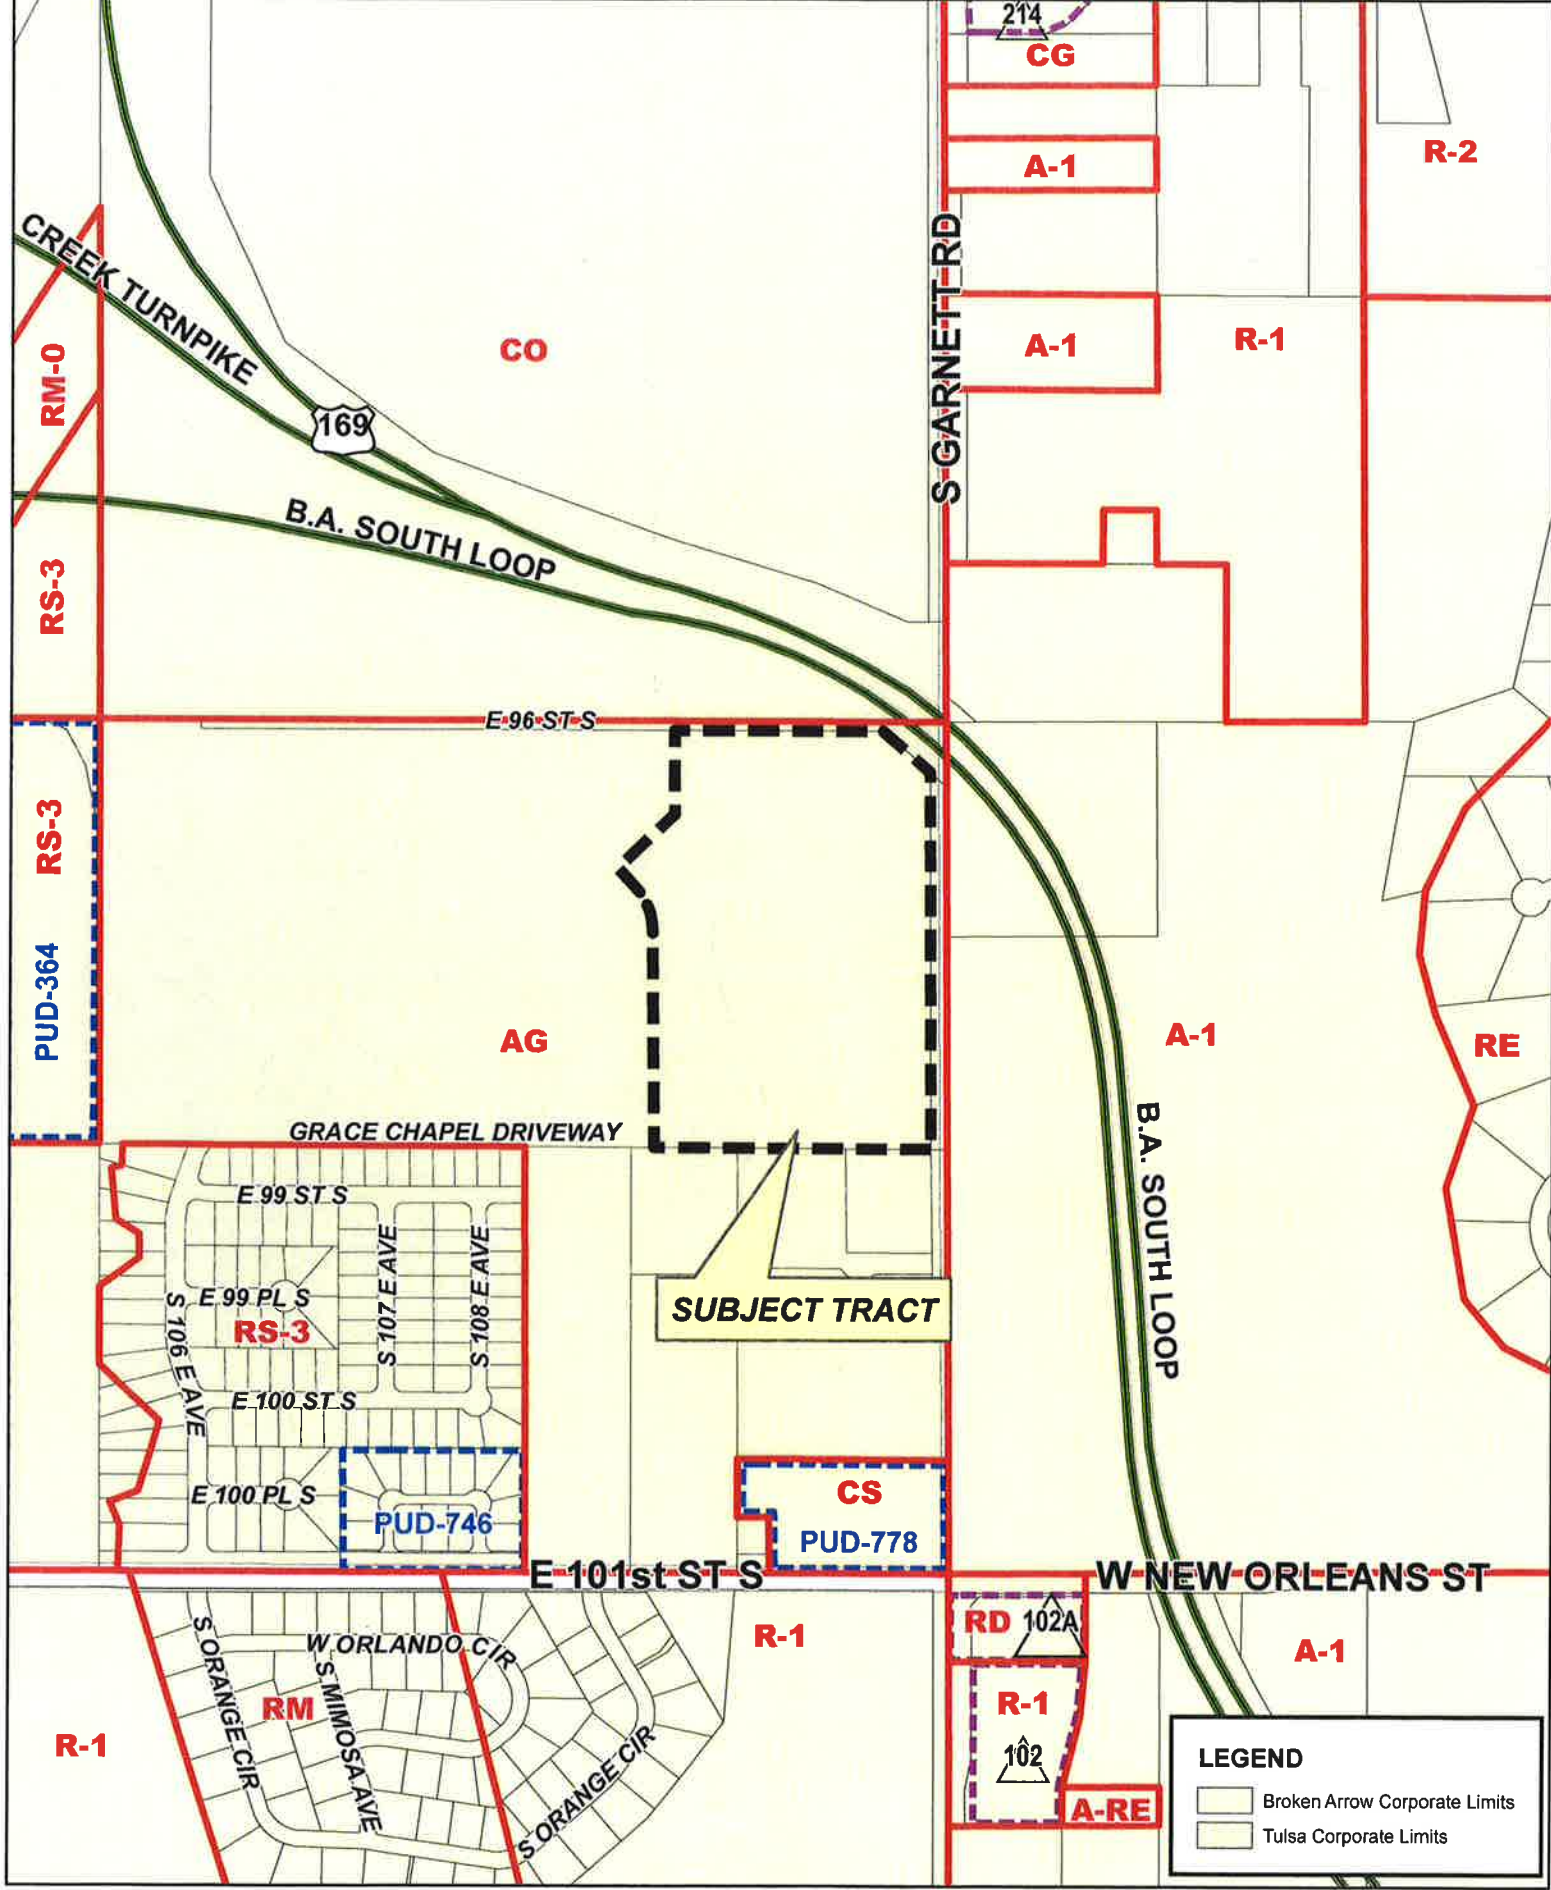 214
CG
A-1
R-2
CREEK TURNPIKE
S GARNETT RD
CO
A-1
R-1
RM-0
169
B.A. SOUTH LOOP
RS-3
E 96 ST S
RS-3
PUD-364
AG
A-1
RE
GRACE CHAPEL DRIVEWAY
B.A. SOUTH LOOP
E 99 ST S
S 107 E AVE
S 108 E AVE
E 99 PL S
S 106 E AVE
RS-3
SUBJECT TRACT
E 100 ST S
E 100 PL S
PUD-746
CS
PUD-778
E 101st ST S
W NEW ORLEANS ST
S ORANGE CIR
W ORLANDO CIR
S MIMOSA AVE
RM
R-1
R-1
S ORANGE CIR
RD
102A
A-1
R-1
102
A-RE
LEGEND
Broken Arrow Corporate Limits
Tulsa Corporate Limits